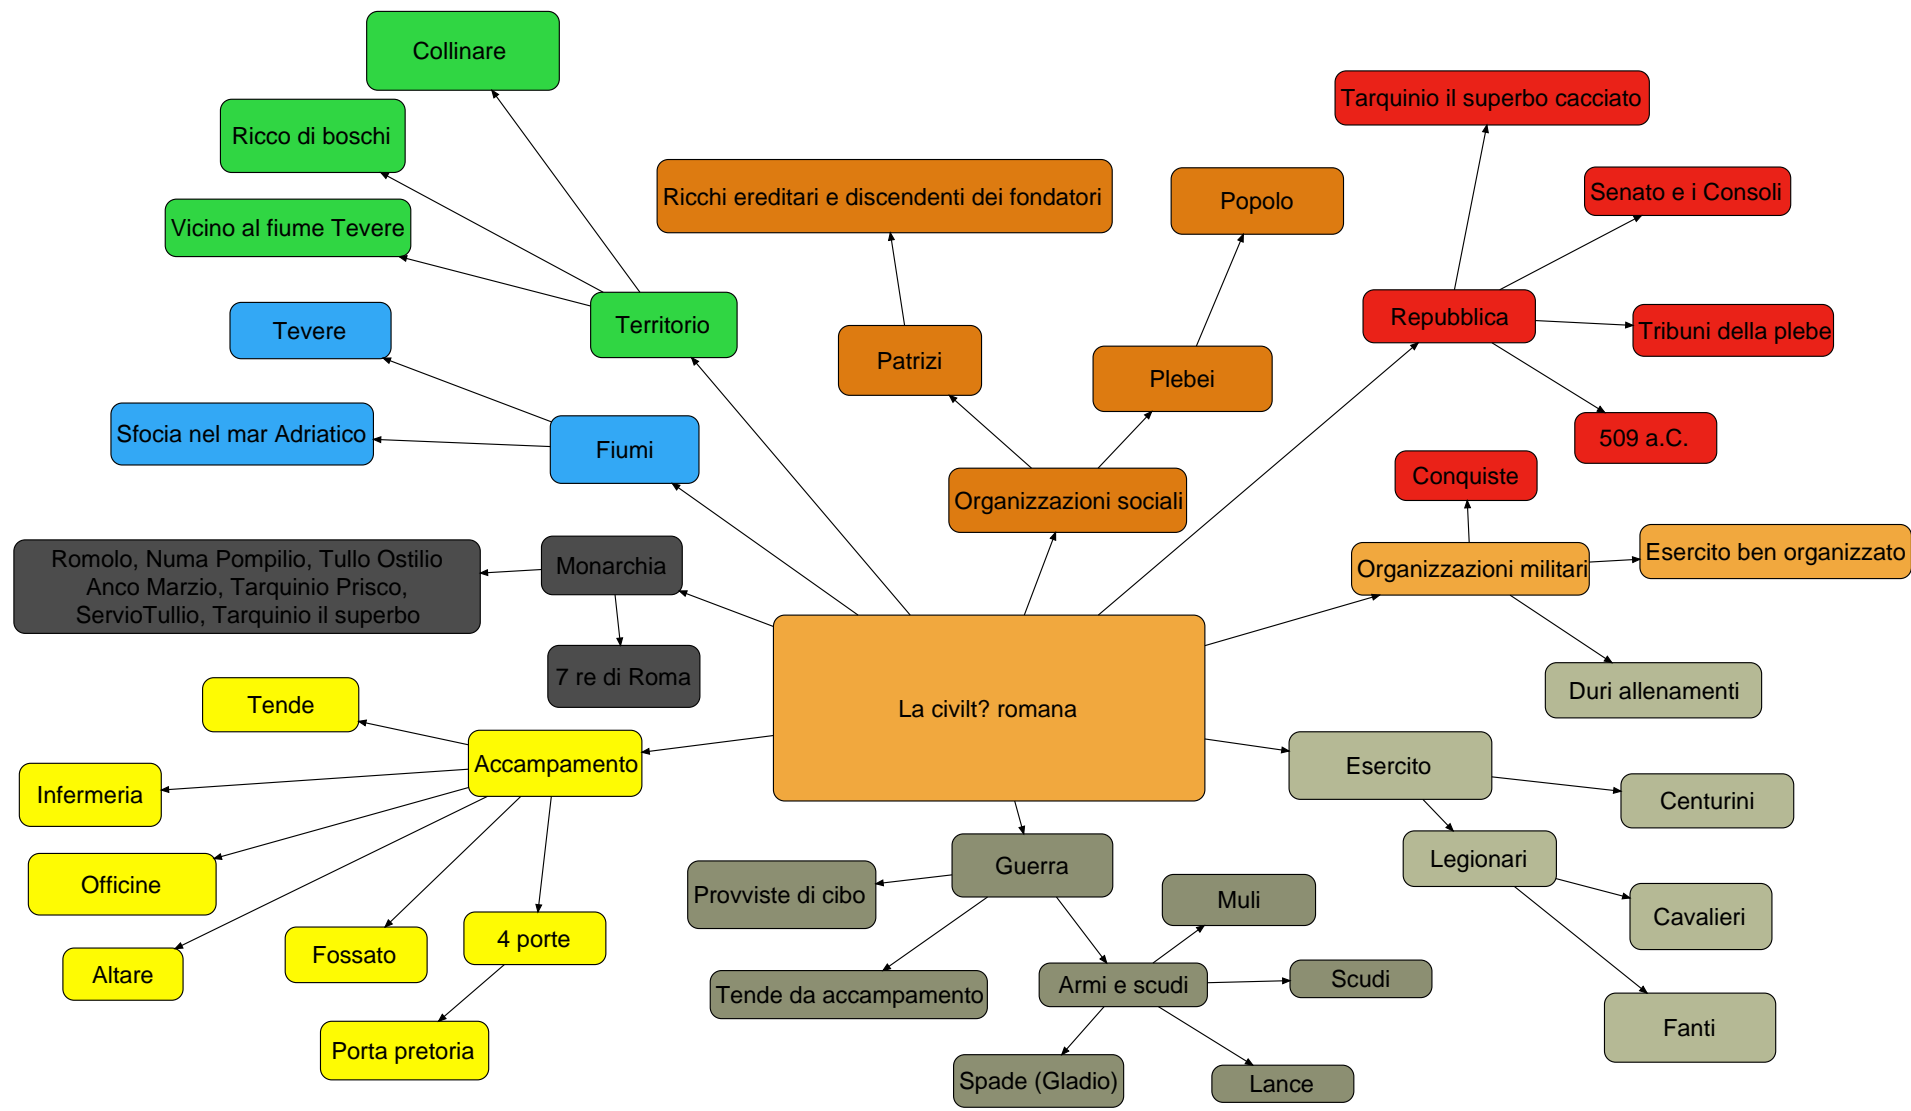 Collinare
Ricco di boschi
Vicino al fiume Tevere
Territorio
Tevere
Sfocia nel mar Adriatico
Fiumi
Ricchi ereditari e discendenti dei fondatori
Popolo
Patrizi
Plebei
Organizzazioni sociali
Tarquinio il superbo cacciato
Senato e i Consoli
Repubblica
Tribuni della plebe
509 a.C.
Conquiste
Organizzazioni militari
Esercito ben organizzato
Duri allenamenti
Romolo, Numa Pompilio, Tullo Ostilio
Anco Marzio, Tarquinio Prisco,
ServioTullio, Tarquinio il superbo
Monarchia
7 re di Roma
La civilt? romana
Tende
Accampamento
Infermeria
Officine
Altare
Fossato
4 porte
Porta pretoria
Guerra
Provviste di cibo
Tende da accampamento
Armi e scudi
Muli
Scudi
Spade (Gladio)
Lance
Esercito
Centurini
Legionari
Cavalieri
Fanti